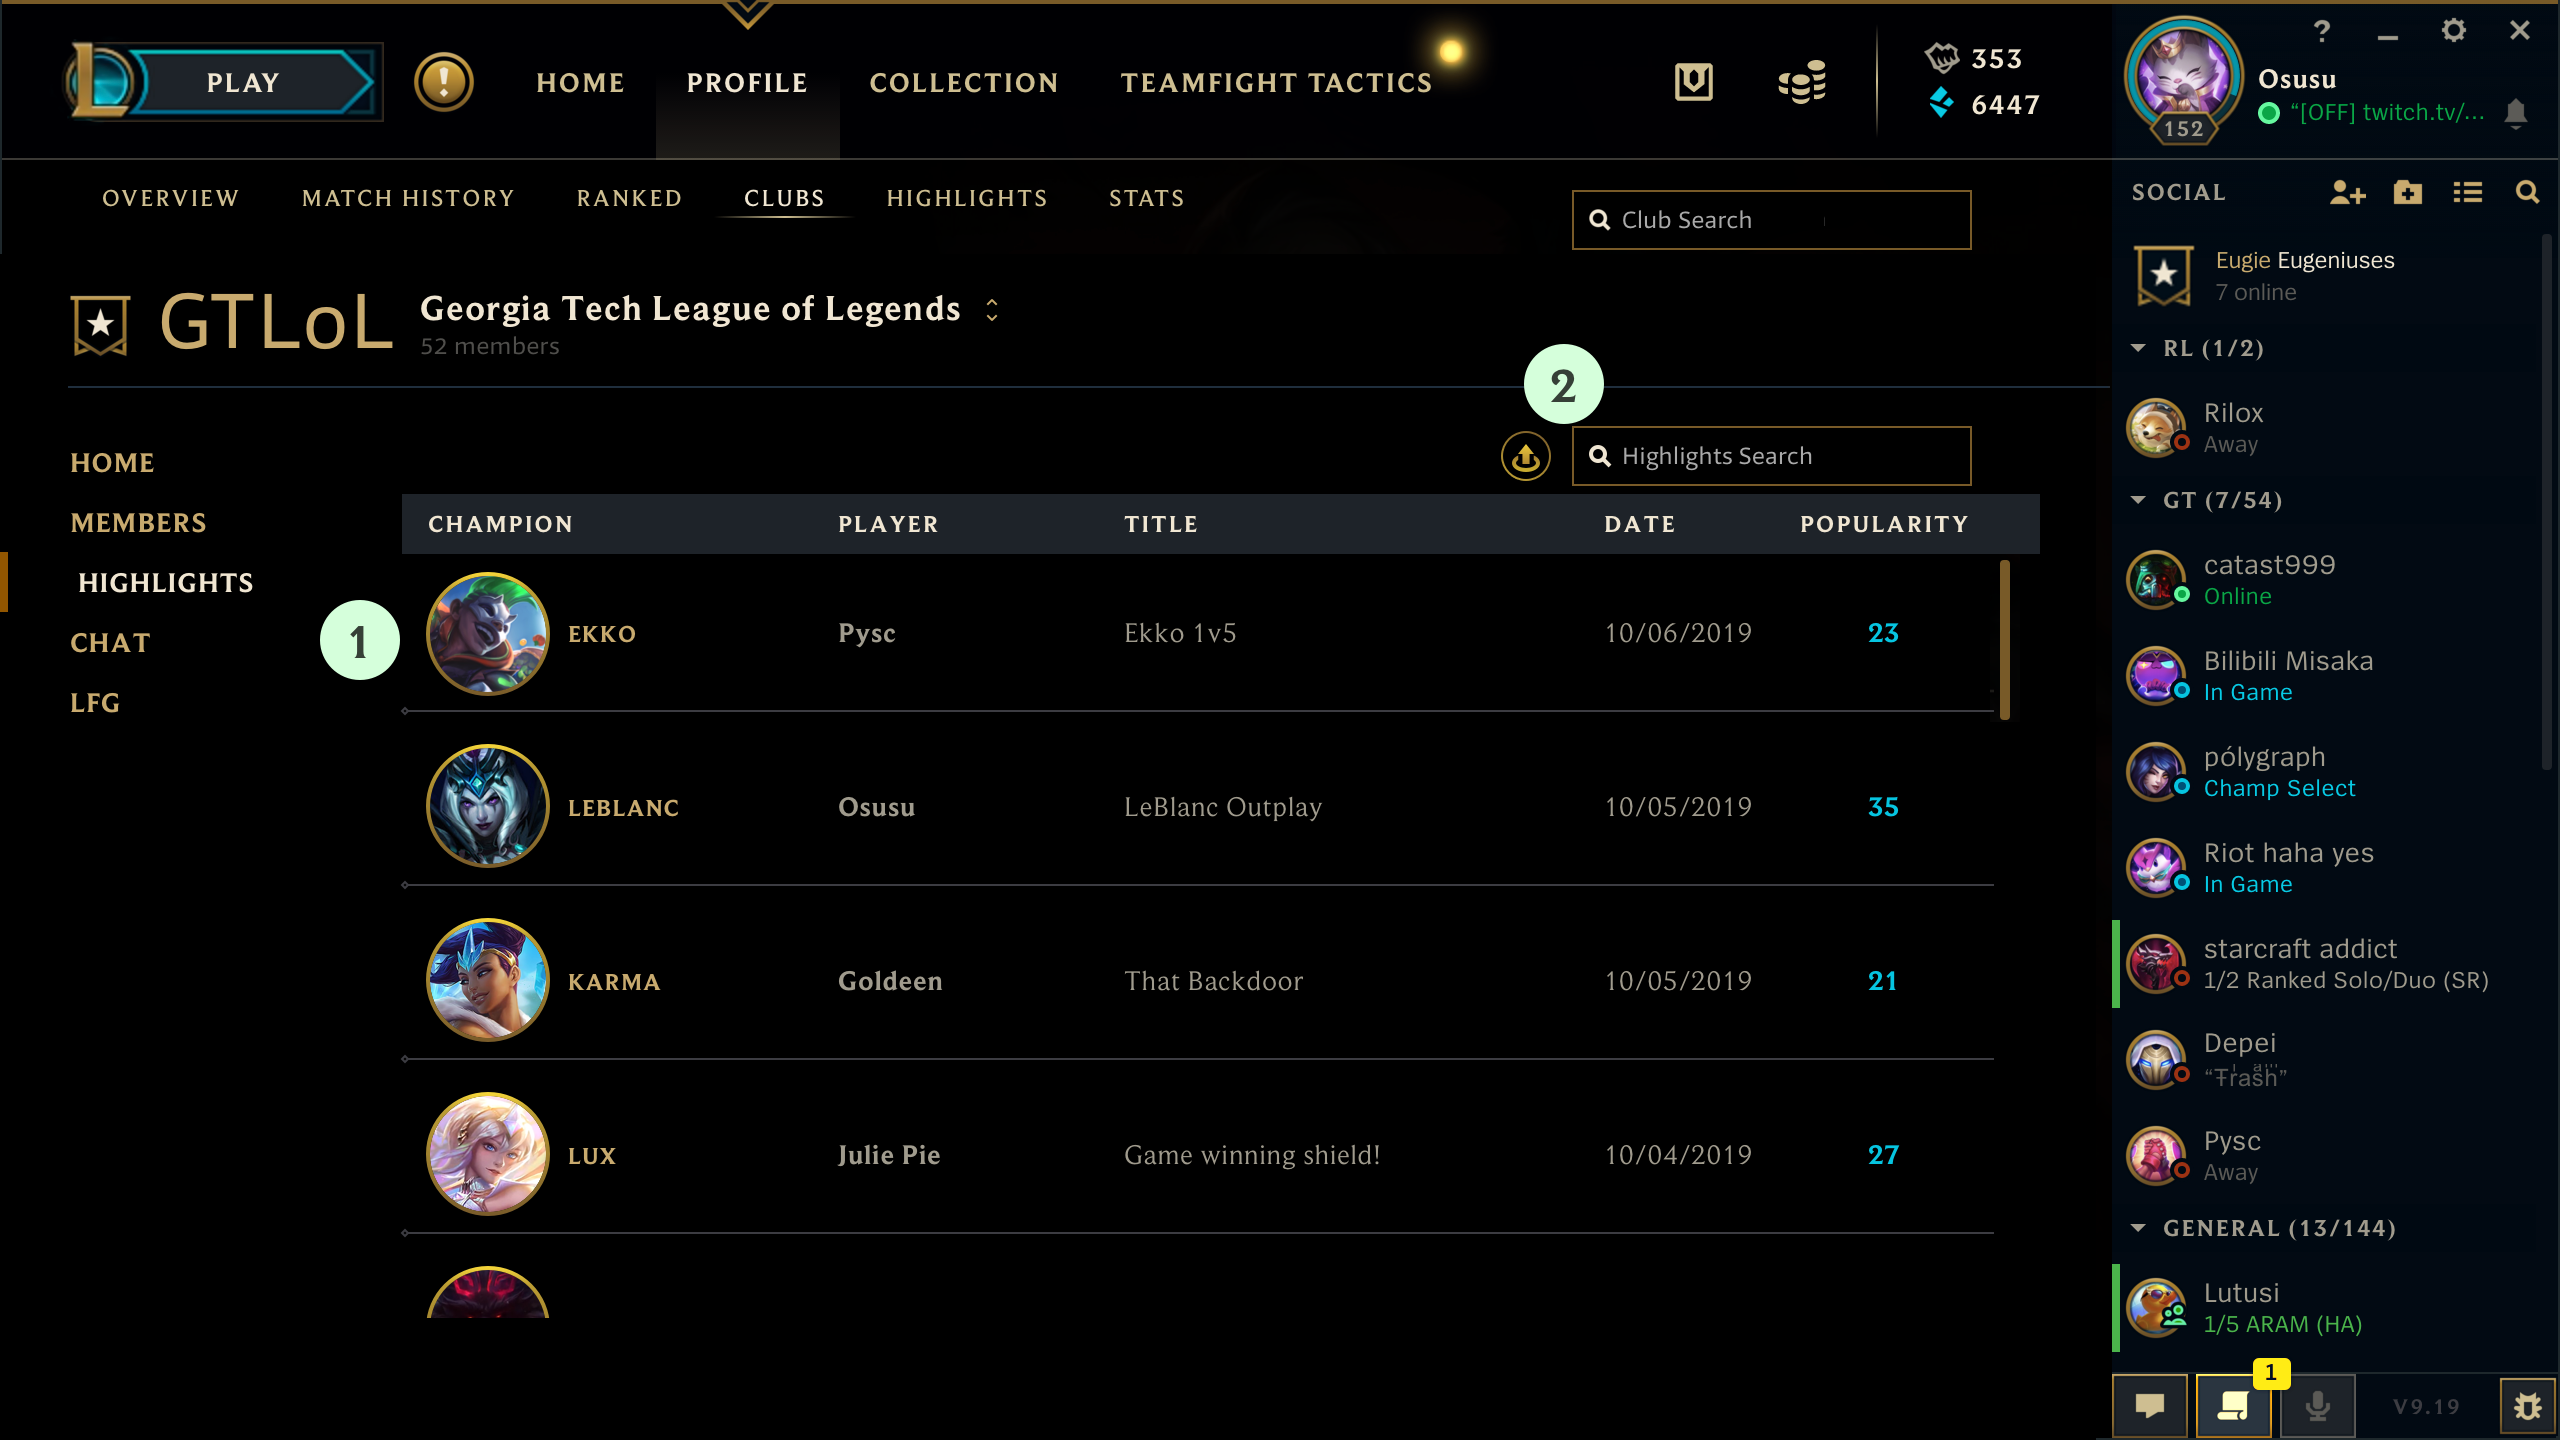 PLAY
HOME
PROFILE
COLLECTION
TEAMFIGHT TACTICS
353
6447
152
Osusu
“[OFF] twitch.tv/...
?
OVERVIEW
MATCH HISTORY
RANKED
CLUBS
HIGHLIGHTS
STATS
Club Search
SOCIAL
GTLoL
Georgia Tech League of Legends
52 members
2
Highlights Search
HOME
MEMBERS
HIGHLIGHTS
CHAT
LFG
1
CHAMPION PLAYER TITLE DATE POPULARITY
EKKO Pysc Ekko 1v5 10/06/2019 23
LEBLANC Osusu LeBlanc Outplay 10/05/2019 35
KARMA Goldeen That Backdoor 10/05/2019 21
LUX Julie Pie Game winning shield! 10/04/2019 27
Eugie Eugeniuses
7 online
RL (1/2)
Rilox
Away
GT (7/54)
catast999
Online
Bilibili Misaka
In Game
pólygraph
Champ Select
Riot haha yes
In Game
starcraft addict
1/2 Ranked Solo/Duo (SR)
Depei
Pysc
Away
GENERAL (13/144)
Lutusi
1/5 ARAM (HA)
1
V9.19